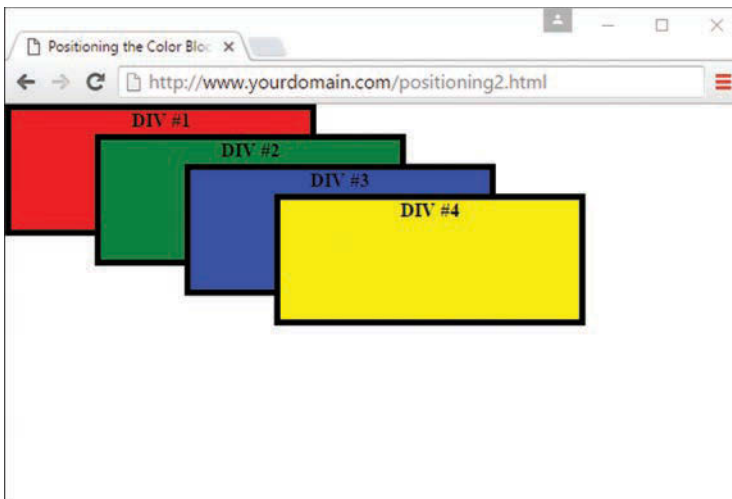 Positioning the Color Bloc
http://www.yourdomain.com/positioning2.html
DIV #1
DIV #2
DIV #3
DIV #4